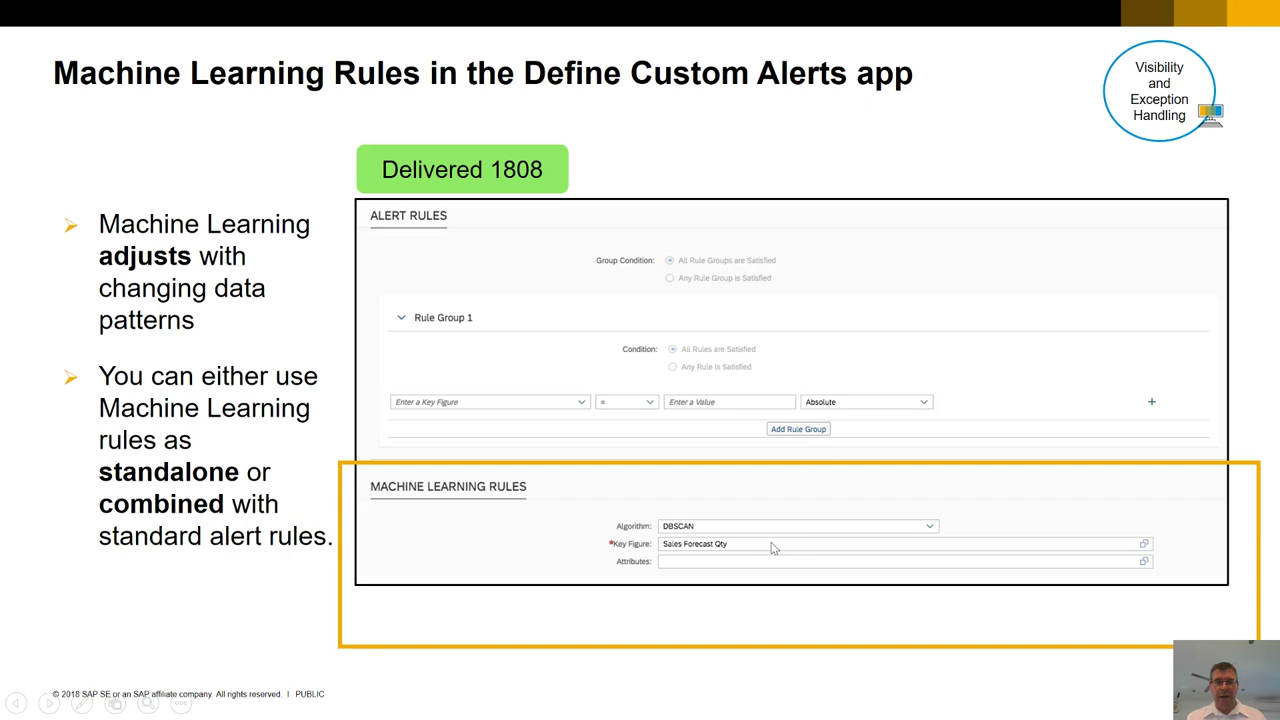 Machine Learning Rules in the Define Custom Alerts app
Visibility
and
Exception
Handling
Delivered 1808
Machine Learning
adjusts with
changing data
patterns
You can either use
Machine Learning
rules as
standalone or
combined with
standard alert rules.
ALERT RULES
Group Condition: All Rule Groups are Satisfied
Any Rule Group is Satisfied
Rule Group 1
Condition: All Rules are Satisfied
Any Rule is Satisfied
Enter a Key Figure = Enter a Value Absolute +
Add Rule Group
MACHINE LEARNING RULES
Algorithm: DBSCAN
*Key Figure: Sales Forecast Qty
Attributes:
© 2018 SAP SE or an SAP affiliate company. All rights reserved. I PUBLIC